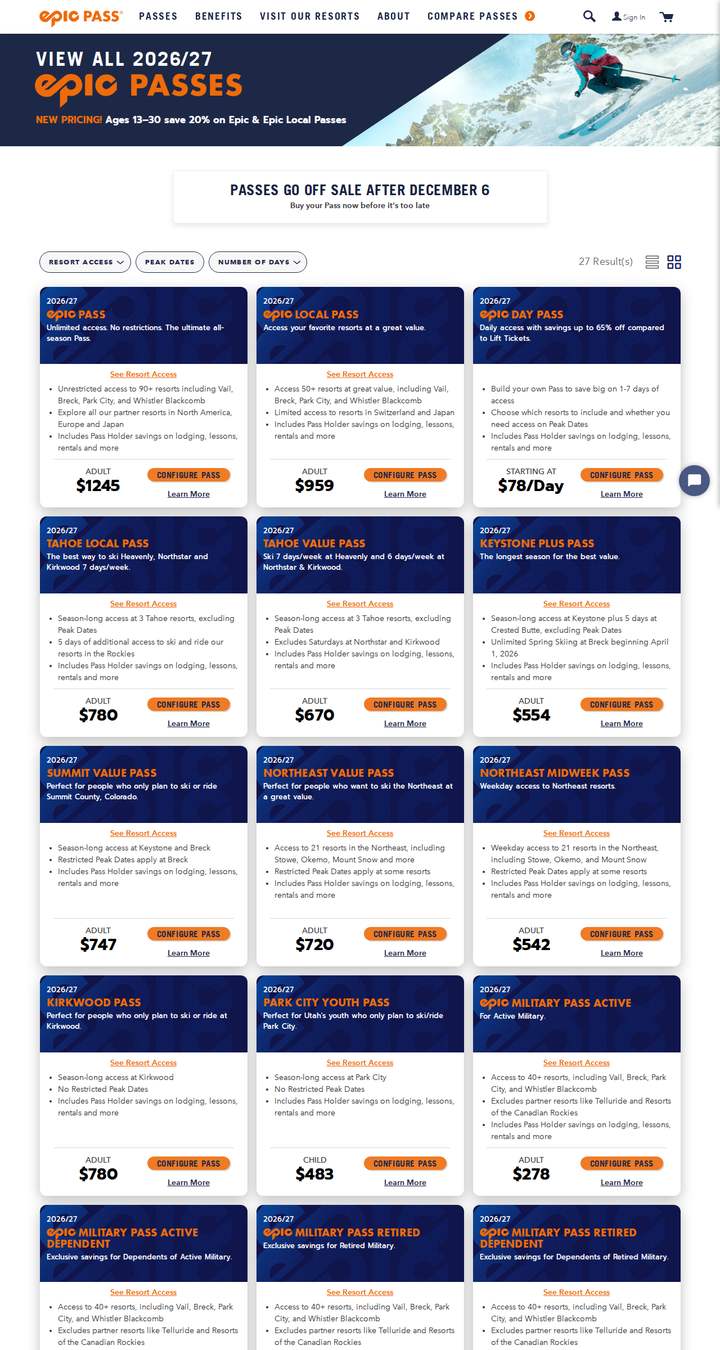 epic PASS
PASSES
BENEFITS
VISIT OUR RESORTS
ABOUT
COMPARE PASSES
Sign In
VIEW ALL 2026/27
epic PASSES
NEW PRICING! Ages 13–30 save 20% on Epic & Epic Local Passes
PASSES GO OFF SALE AFTER DECEMBER 6
Buy your Pass now before it's too late
RESORT ACCESS
PEAK DATES
NUMBER OF DAYS
27 Result(s)
2026/27
epic PASS
Unlimited access. No restrictions. The ultimate all-
season Pass.
See Resort Access
• Unrestricted access to 90+ resorts including Vail,
Breck, Park City, and Whistler Blackcomb
• Explore all our partner resorts in North America,
Europe and Japan
• Includes Pass Holder savings on lodging, lessons,
rentals and more
ADULT
$1245
CONFIGURE PASS
Learn More
2026/27
epic LOCAL PASS
Access your favorite resorts at a great value.
See Resort Access
• Access 50+ resorts at great value, including Vail,
Breck, Park City, and Whistler Blackcomb
• Limited access to resorts in Switzerland and Japan
• Includes Pass Holder savings on lodging, lessons,
rentals and more
ADULT
$959
CONFIGURE PASS
Learn More
2026/27
epic DAY PASS
Daily access with savings up to 65% off compared
to Lift Tickets.
• Build your own Pass to save big on 1-7 days of
access
• Choose which resorts to include and whether you
need access on Peak Dates
• Includes Pass Holder savings on lodging, lessons,
rentals and more
STARTING AT
$78/Day
CONFIGURE PASS
Learn More
2026/27
TAHOE LOCAL PASS
The best way to ski Heavenly, Northstar and
Kirkwood 7 days/week.
See Resort Access
• Season-long access at 3 Tahoe resorts, excluding
Peak Dates
• 5 days of additional access to ski and ride our
resorts in the Rockies
• Includes Pass Holder savings on lodging, lessons,
rentals and more
ADULT
$780
CONFIGURE PASS
Learn More
2026/27
TAHOE VALUE PASS
Ski 7 days/week at Heavenly and 6 days/week at
Northstar & Kirkwood.
See Resort Access
• Season-long access at 3 Tahoe resorts, excluding
Peak Dates
• Excludes Saturdays at Northstar and Kirkwood
• Includes Pass Holder savings on lodging, lessons,
rentals and more
ADULT
$670
CONFIGURE PASS
Learn More
2026/27
KEYSTONE PLUS PASS
The longest season for the best value.
See Resort Access
• Season-long access at Keystone plus 5 days at
Crested Butte, excluding Peak Dates
• Unlimited Spring Skiing at Breck beginning April
1, 2026
• Includes Pass Holder savings on lodging, lessons,
rentals and more
ADULT
$554
CONFIGURE PASS
Learn More
2026/27
SUMMIT VALUE PASS
Perfect for people who only plan to ski or ride
Summit County, Colorado.
See Resort Access
• Season-long access at Keystone and Breck
• Restricted Peak Dates apply at Breck
• Includes Pass Holder savings on lodging, lessons,
rentals and more
ADULT
$747
CONFIGURE PASS
Learn More
2026/27
NORTHEAST VALUE PASS
Perfect for people who want to ski the Northeast at
a great value.
See Resort Access
• Access to 21 resorts in the Northeast, including
Stowe, Okemo, Mount Snow and more
• Restricted Peak Dates apply at some resorts
• Includes Pass Holder savings on lodging, lessons,
rentals and more
ADULT
$720
CONFIGURE PASS
Learn More
2026/27
NORTHEAST MIDWEEK PASS
Weekday access to Northeast resorts.
See Resort Access
• Weekday access to 21 resorts in the Northeast,
including Stowe, Okemo, and Mount Snow
• Restricted Peak Dates apply at some resorts
• Includes Pass Holder savings on lodging, lessons,
rentals and more
ADULT
$542
CONFIGURE PASS
Learn More
2026/27
KIRKWOOD PASS
Perfect for people who only plan to ski or ride at
Kirkwood.
See Resort Access
• Season-long access at Kirkwood
• No Restricted Peak Dates
• Includes Pass Holder savings on lodging, lessons,
rentals and more
ADULT
$780
CONFIGURE PASS
Learn More
2026/27
PARK CITY YOUTH PASS
Perfect for Utah's youth who only plan to ski/ride
Park City.
See Resort Access
• Season-long access at Park City
• No Restricted Peak Dates
• Includes Pass Holder savings on lodging, lessons,
rentals and more
CHILD
$483
CONFIGURE PASS
Learn More
2026/27
epic MILITARY PASS ACTIVE
For Active Military.
See Resort Access
• Access to 40+ resorts, including Vail, Breck, Park
City, and Whistler Blackcomb
• Excludes partner resorts like Telluride and Resorts
of the Canadian Rockies
• Includes Pass Holder savings on lodging, lessons,
rentals and more
ADULT
$278
CONFIGURE PASS
Learn More
2026/27
epic MILITARY PASS ACTIVE
DEPENDENT
Exclusive savings for Dependents of Active Military.
See Resort Access
• Access to 40+ resorts, including Vail, Breck, Park
City, and Whistler Blackcomb
• Excludes partner resorts like Telluride and Resorts
of the Canadian Rockies
2026/27
epic MILITARY PASS RETIRED
Exclusive savings for Retired Military.
See Resort Access
• Access to 40+ resorts, including Vail, Breck, Park
City, and Whistler Blackcomb
• Excludes partner resorts like Telluride and Resorts
of the Canadian Rockies
2026/27
epic MILITARY PASS RETIRED
DEPENDENT
Exclusive savings for Dependents of Retired Military.
See Resort Access
• Access to 40+ resorts, including Vail, Breck, Park
City, and Whistler Blackcomb
• Excludes partner resorts like Telluride and Resorts
of the Canadian Rockies